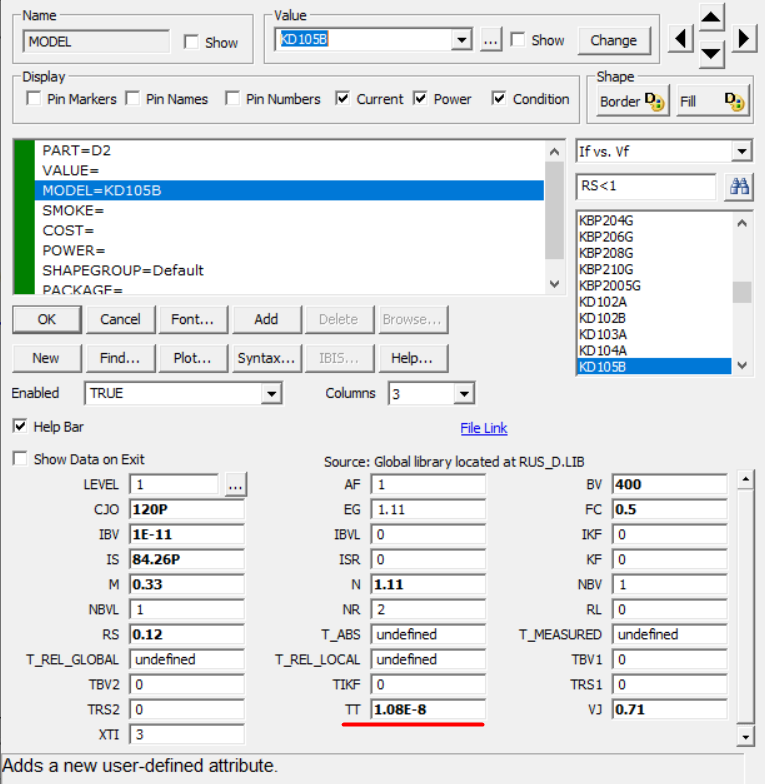 Name
Value
MODEL
Show
KD105B
...
Show
Change
Display
Shape
Pin Markers Pin Names Pin Numbers Current Power Condition
Border Fill
PART=D2
VALUE=
MODEL=KD105B
SMOKE=
COST=
POWER=
SHAPEGROUP=Default
PACKAGE=
If vs. Vf
RS<1
KBP204G
KBP206G
KBP208G
KBP210G
KBP2005G
KD102A
KD102B
KD103A
KD104A
KD105B
OK Cancel Font... Add Delete Browse...
New Find... Plot... Syntax... IBIS... Help...
Enabled TRUE Columns 3
Help Bar File Link
Show Data on Exit Source: Global library located at RUS_D.LIB
LEVEL 1 ... AF 1 BV 400
CJO 120P EG 1.11 FC 0.5
IBV 1E-11 IBVL 0 IKF 0
IS 84.26P ISR 0 KF 0
M 0.33 N 1.11 NBV 1
NBVL 1 NR 2 RL 0
RS 0.12 T_ABS undefined T_MEASURED undefined
T_REL_GLOBAL undefined T_REL_LOCAL undefined TBV1 0
TBV2 0 TIKF 0 TRS1 0
TRS2 0 TT 1.08E-8 VJ 0.71
XTI 3
Adds a new user-defined attribute.